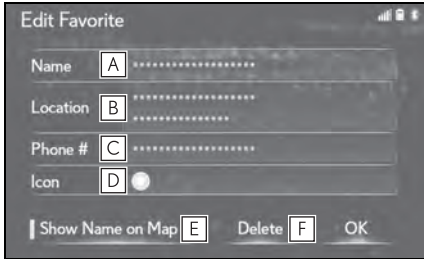 Edit Favorite
Name A *******************
Location B *******************
***************
Phone # C *******************
Icon D
Show Name on Map E Delete F OK